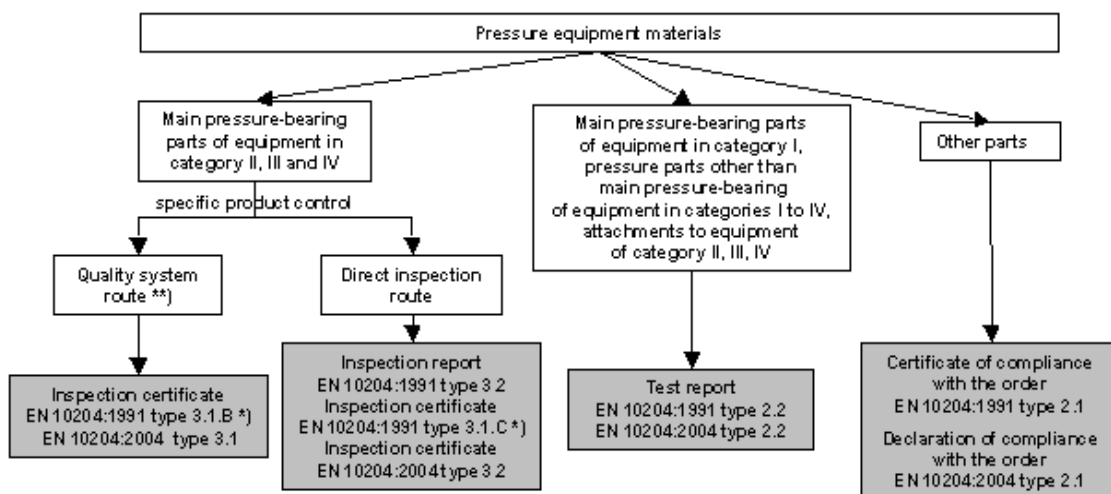 Pressure equipment materials
Main pressure-bearing
parts of equipment in
category II, III and IV
Main pressure-bearing parts
of equipment in category I,
pressure parts other than
main pressure-bearing
of equipment in categories I to IV,
attachments to equipment
of category II, III, IV
Other parts
specific product control
Quality system
route **)
Direct inspection
route
Inspection certificate
EN 10204:1991 type 3.1.B *)
EN 10204:2004 type 3.1
Inspection report
EN 10204:1991 type 3.2
Inspection certificate
EN 10204:1991 type 3.1.C *)
Inspection certificate
EN 10204:2004 type 3.2
Test report
EN 10204:1991 type 2.2
EN 10204:2004 type 2.2
Certificate of compliance
with the order
EN 10204:1991 type 2.1
Declaration of compliance
with the order
EN 10204:2004 type 2.1